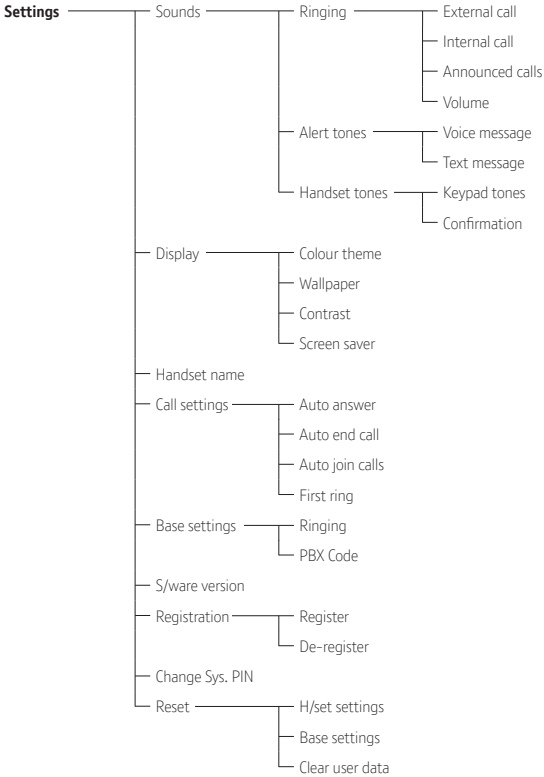 Settings Sounds Ringing External call
Internal call
Announced calls
Volume
Alert tones Voice message
Text message
Handset tones Keypad tones
Confirmation
Display Colour theme
Wallpaper
Contrast
Screen saver
Handset name
Call settings Auto answer
Auto end call
Auto join calls
First ring
Base settings Ringing
PBX Code
S/ware version
Registration Register
De-register
Change Sys. PIN
Reset H/set settings
Base settings
Clear user data